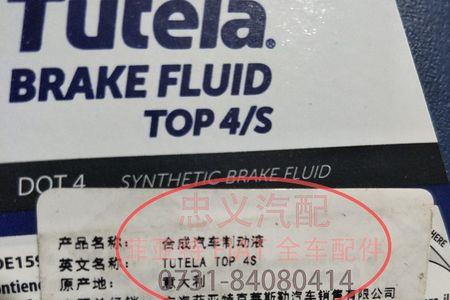 Tutela®
BRAKE FLUID
TOP 4/S
DOT 4 SYNTHETIC BRAKE FLUID
忠义汽配
产品名称： 合成汽车制动液
全车配件
英文名称： TUTELA TOP 4S
0731-84080414
原产地： 意大利
HERE